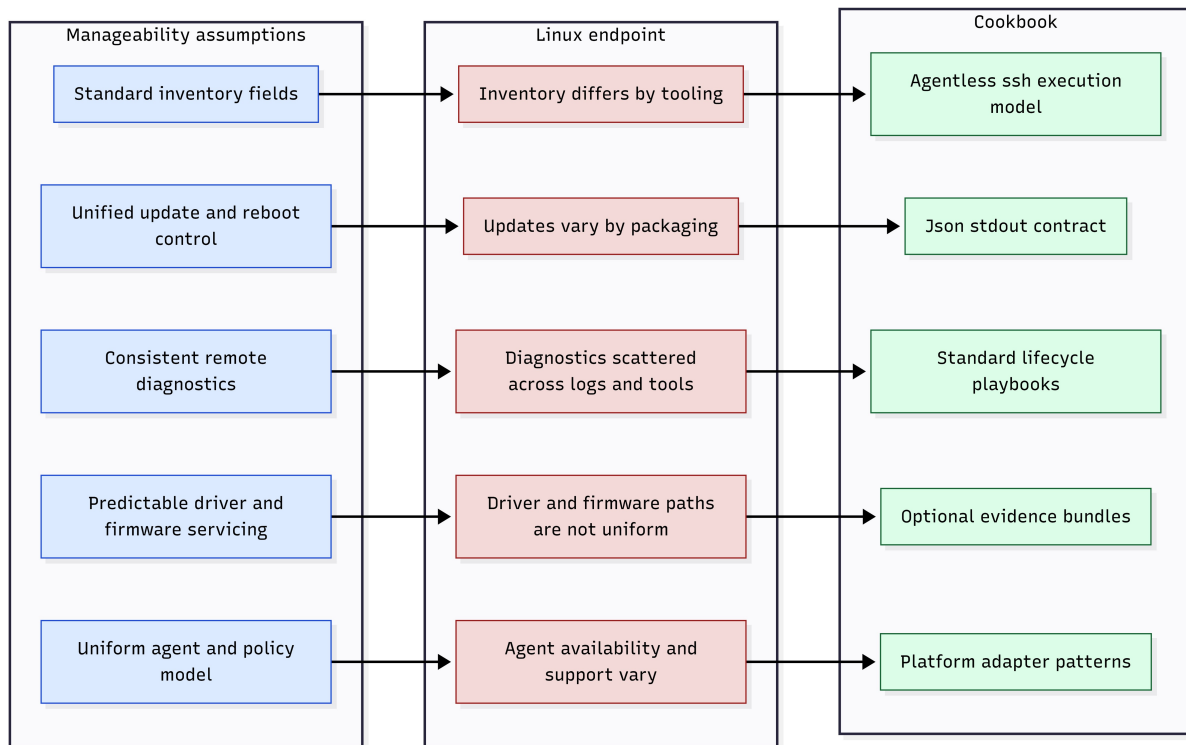 Manageability assumptions
Standard inventory fields
Unified update and reboot
control
Consistent remote
diagnostics
Predictable driver and
firmware servicing
Uniform agent and policy
model
Linux endpoint
Inventory differs by tooling
Updates vary by packaging
Diagnostics scattered
across logs and tools
Driver and firmware paths
are not uniform
Agent availability and
support vary
Cookbook
Agentless ssh execution
model
Json stdout contract
Standard lifecycle
playbooks
Optional evidence bundles
Platform adapter patterns